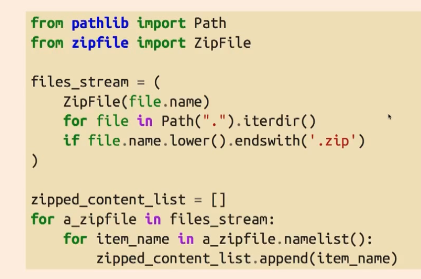 from pathlib import Path
from zipfile import ZipFile

files_stream = (
    ZipFile(file.name)
    for file in Path(".").iterdir()
    if file.name.lower().endswith('.zip')
)

zipped_content_list = []
for a_zipfile in files_stream:
    for item_name in a_zipfile.namelist():
        zipped_content_list.append(item_name)